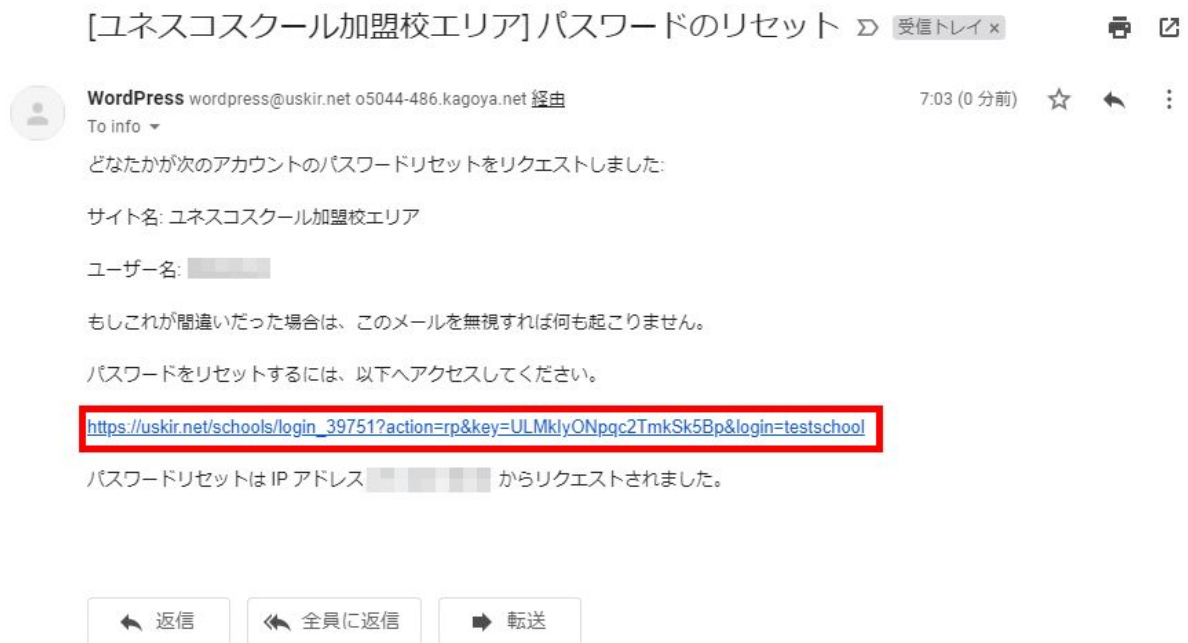 [ユネスコスクール加盟校エリア] パスワードのリセット 受信トレイ ×
WordPress wordpress@uskir.net o5044-486.kagoya.net 経由 7:03 (0 分前)
To info
どなたかが次のアカウントのパスワードリセットをリクエストしました:
サイト名: ユネスコスクール加盟校エリア
ユーザー名:
もしこれが間違いだった場合は、このメールを無視すれば何も起こりません。
パスワードをリセットするには、以下へアクセスしてください。
https://uskir.net/schools/login_39751?action=rp&key=ULMklyONpqc2TmkSk5Bp&login=testschool
パスワードリセットは IP アドレス からリクエストされました。
返信 全員に返信 転送